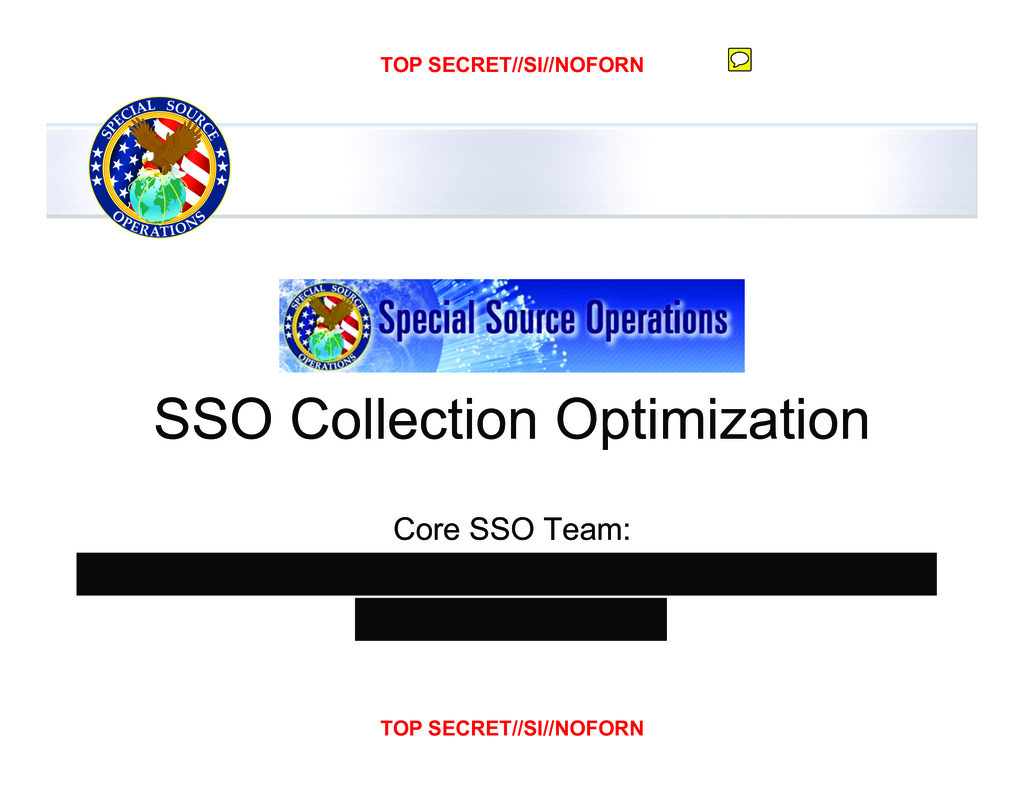 TOP SECRET//SI//NOFORN
SPECIAL SOURCE
OPERATIONS
SPECIAL SOURCE
OPERATIONS
Special Source Operations
SSO Collection Optimization
Core SSO Team:
TOP SECRET//SI//NOFORN